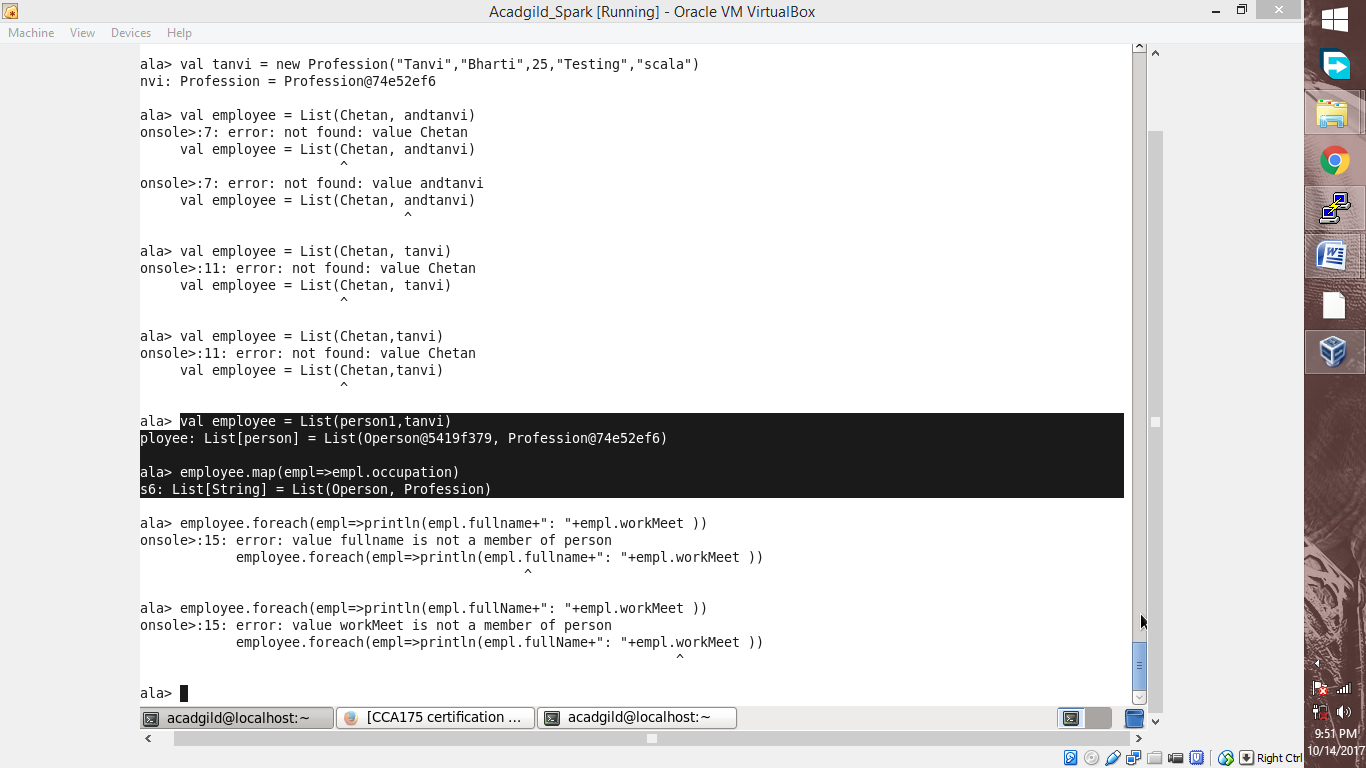 Acadgild_Spark [Running] - Oracle VM VirtualBox
Machine View Devices Help
ala> val tanvi = new Profession("Tanvi","Bharti",25,"Testing","scala")
nvi: Profession = Profession@74e52ef6
ala> val employee = List(Chetan, andtanvi)
onsole>:7: error: not found: value Chetan
val employee = List(Chetan, andtanvi)
^
onsole>:7: error: not found: value andtanvi
val employee = List(Chetan, andtanvi)
^
ala> val employee = List(Chetan, tanvi)
onsole>:11: error: not found: value Chetan
val employee = List(Chetan, tanvi)
^
ala> val employee = List(Chetan,tanvi)
onsole>:11: error: not found: value Chetan
val employee = List(Chetan,tanvi)
^
ala> val employee = List(person1,tanvi)
ployee: List[person] = List(Operson@5419f379, Profession@74e52ef6)
ala> employee.map(empl=>empl.occupation)
s6: List[String] = List(Operson, Profession)
ala> employee.foreach(empl=>println(empl.fullname+": "+empl.workMeet ))
onsole>:15: error: value fullname is not a member of person
employee.foreach(empl=>println(empl.fullname+": "+empl.workMeet ))
^
ala> employee.foreach(empl=>println(empl.fullName+": "+empl.workMeet ))
onsole>:15: error: value workMeet is not a member of person
employee.foreach(empl=>println(empl.fullName+": "+empl.workMeet ))
^
ala>
acadgild@localhost:~ [CCA175 certification ... acadgild@localhost:~
9:51 PM
10/14/2017
Right Ctrl